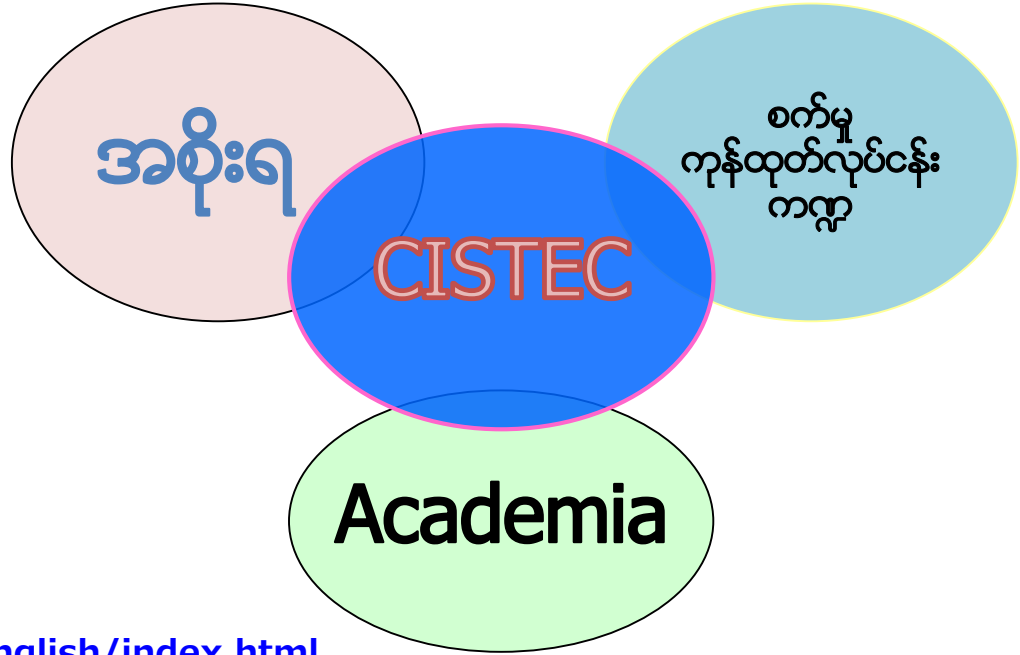 အစိုးရ
စက်မှု
ကုန်ထုတ်လုပ်ငန်း
ကဏ္ဍ
CISTEC
Academia
nglish/index.html